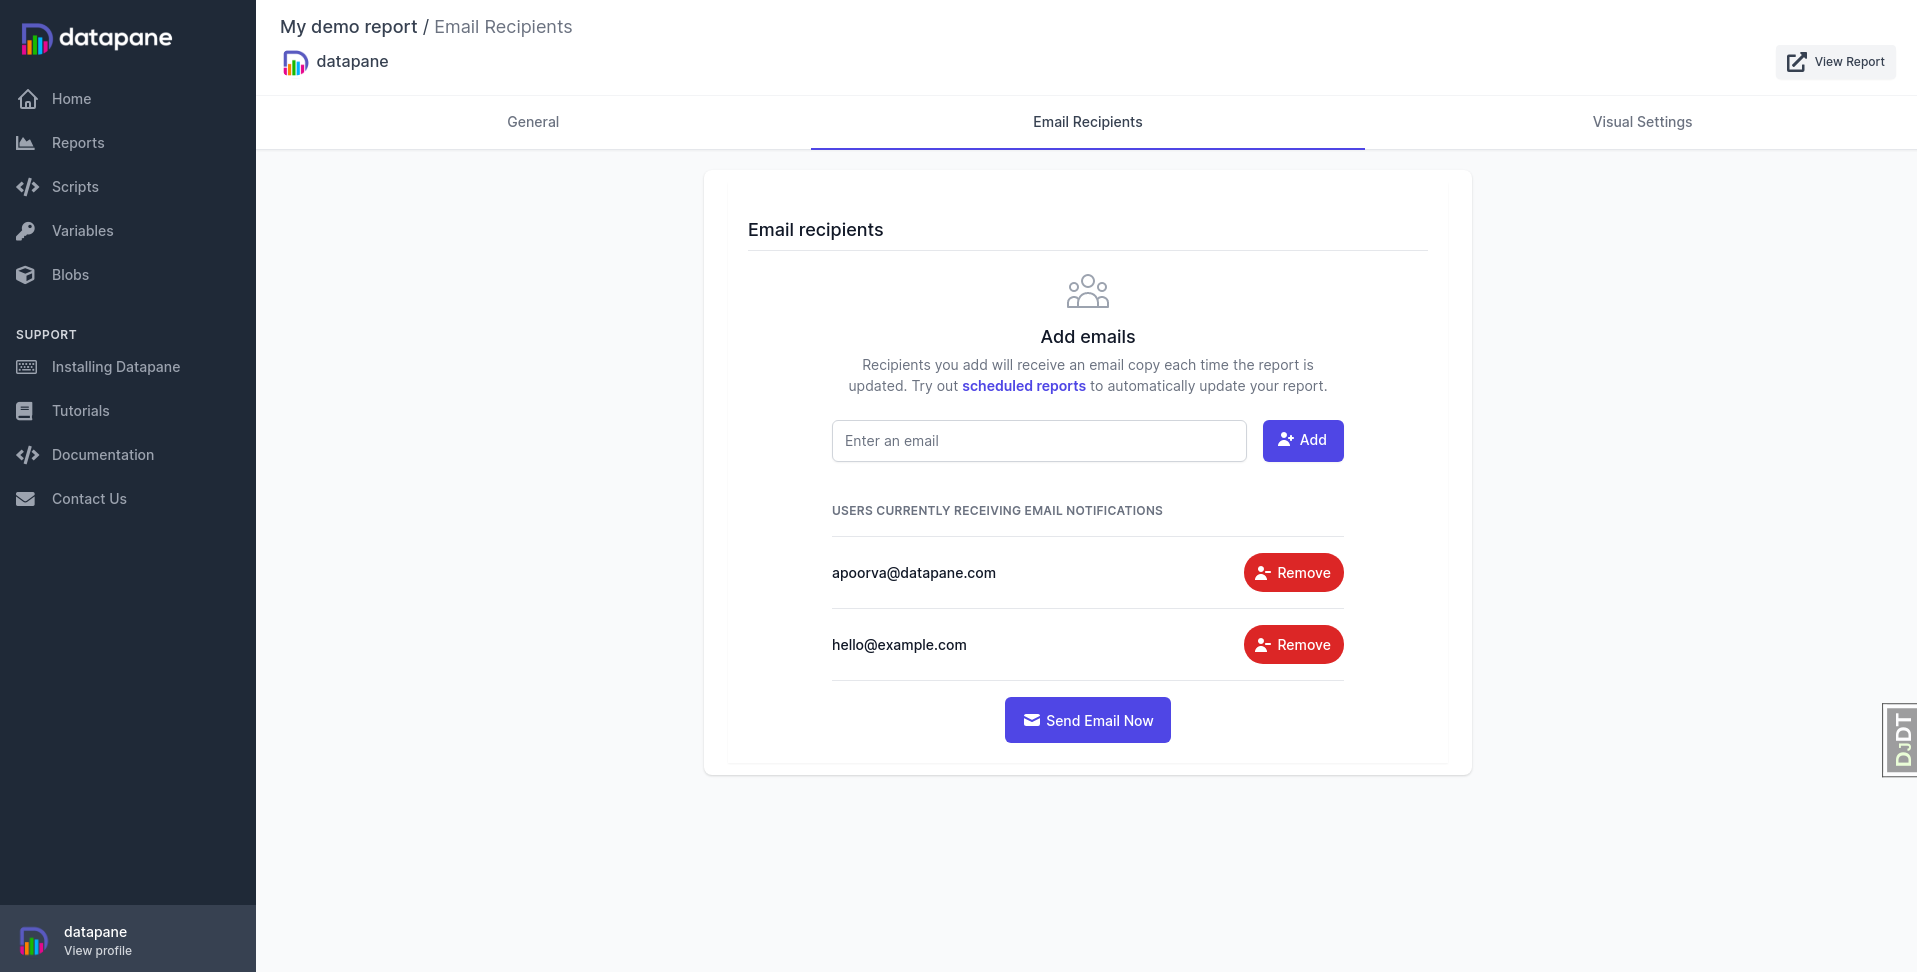 datapane
Home
Reports
Scripts
Variables
Blobs
SUPPORT
Installing Datapane
Tutorials
Documentation
Contact Us
datapane
View profile
My demo report / Email Recipients
datapane
View Report
General
Email Recipients
Visual Settings
Email recipients
Add emails
Recipients you add will receive an email copy each time the report is
updated. Try out scheduled reports to automatically update your report.
Enter an email
Add
USERS CURRENTLY RECEIVING EMAIL NOTIFICATIONS
apoorva@datapane.com
Remove
hello@example.com
Remove
Send Email Now
DJDT